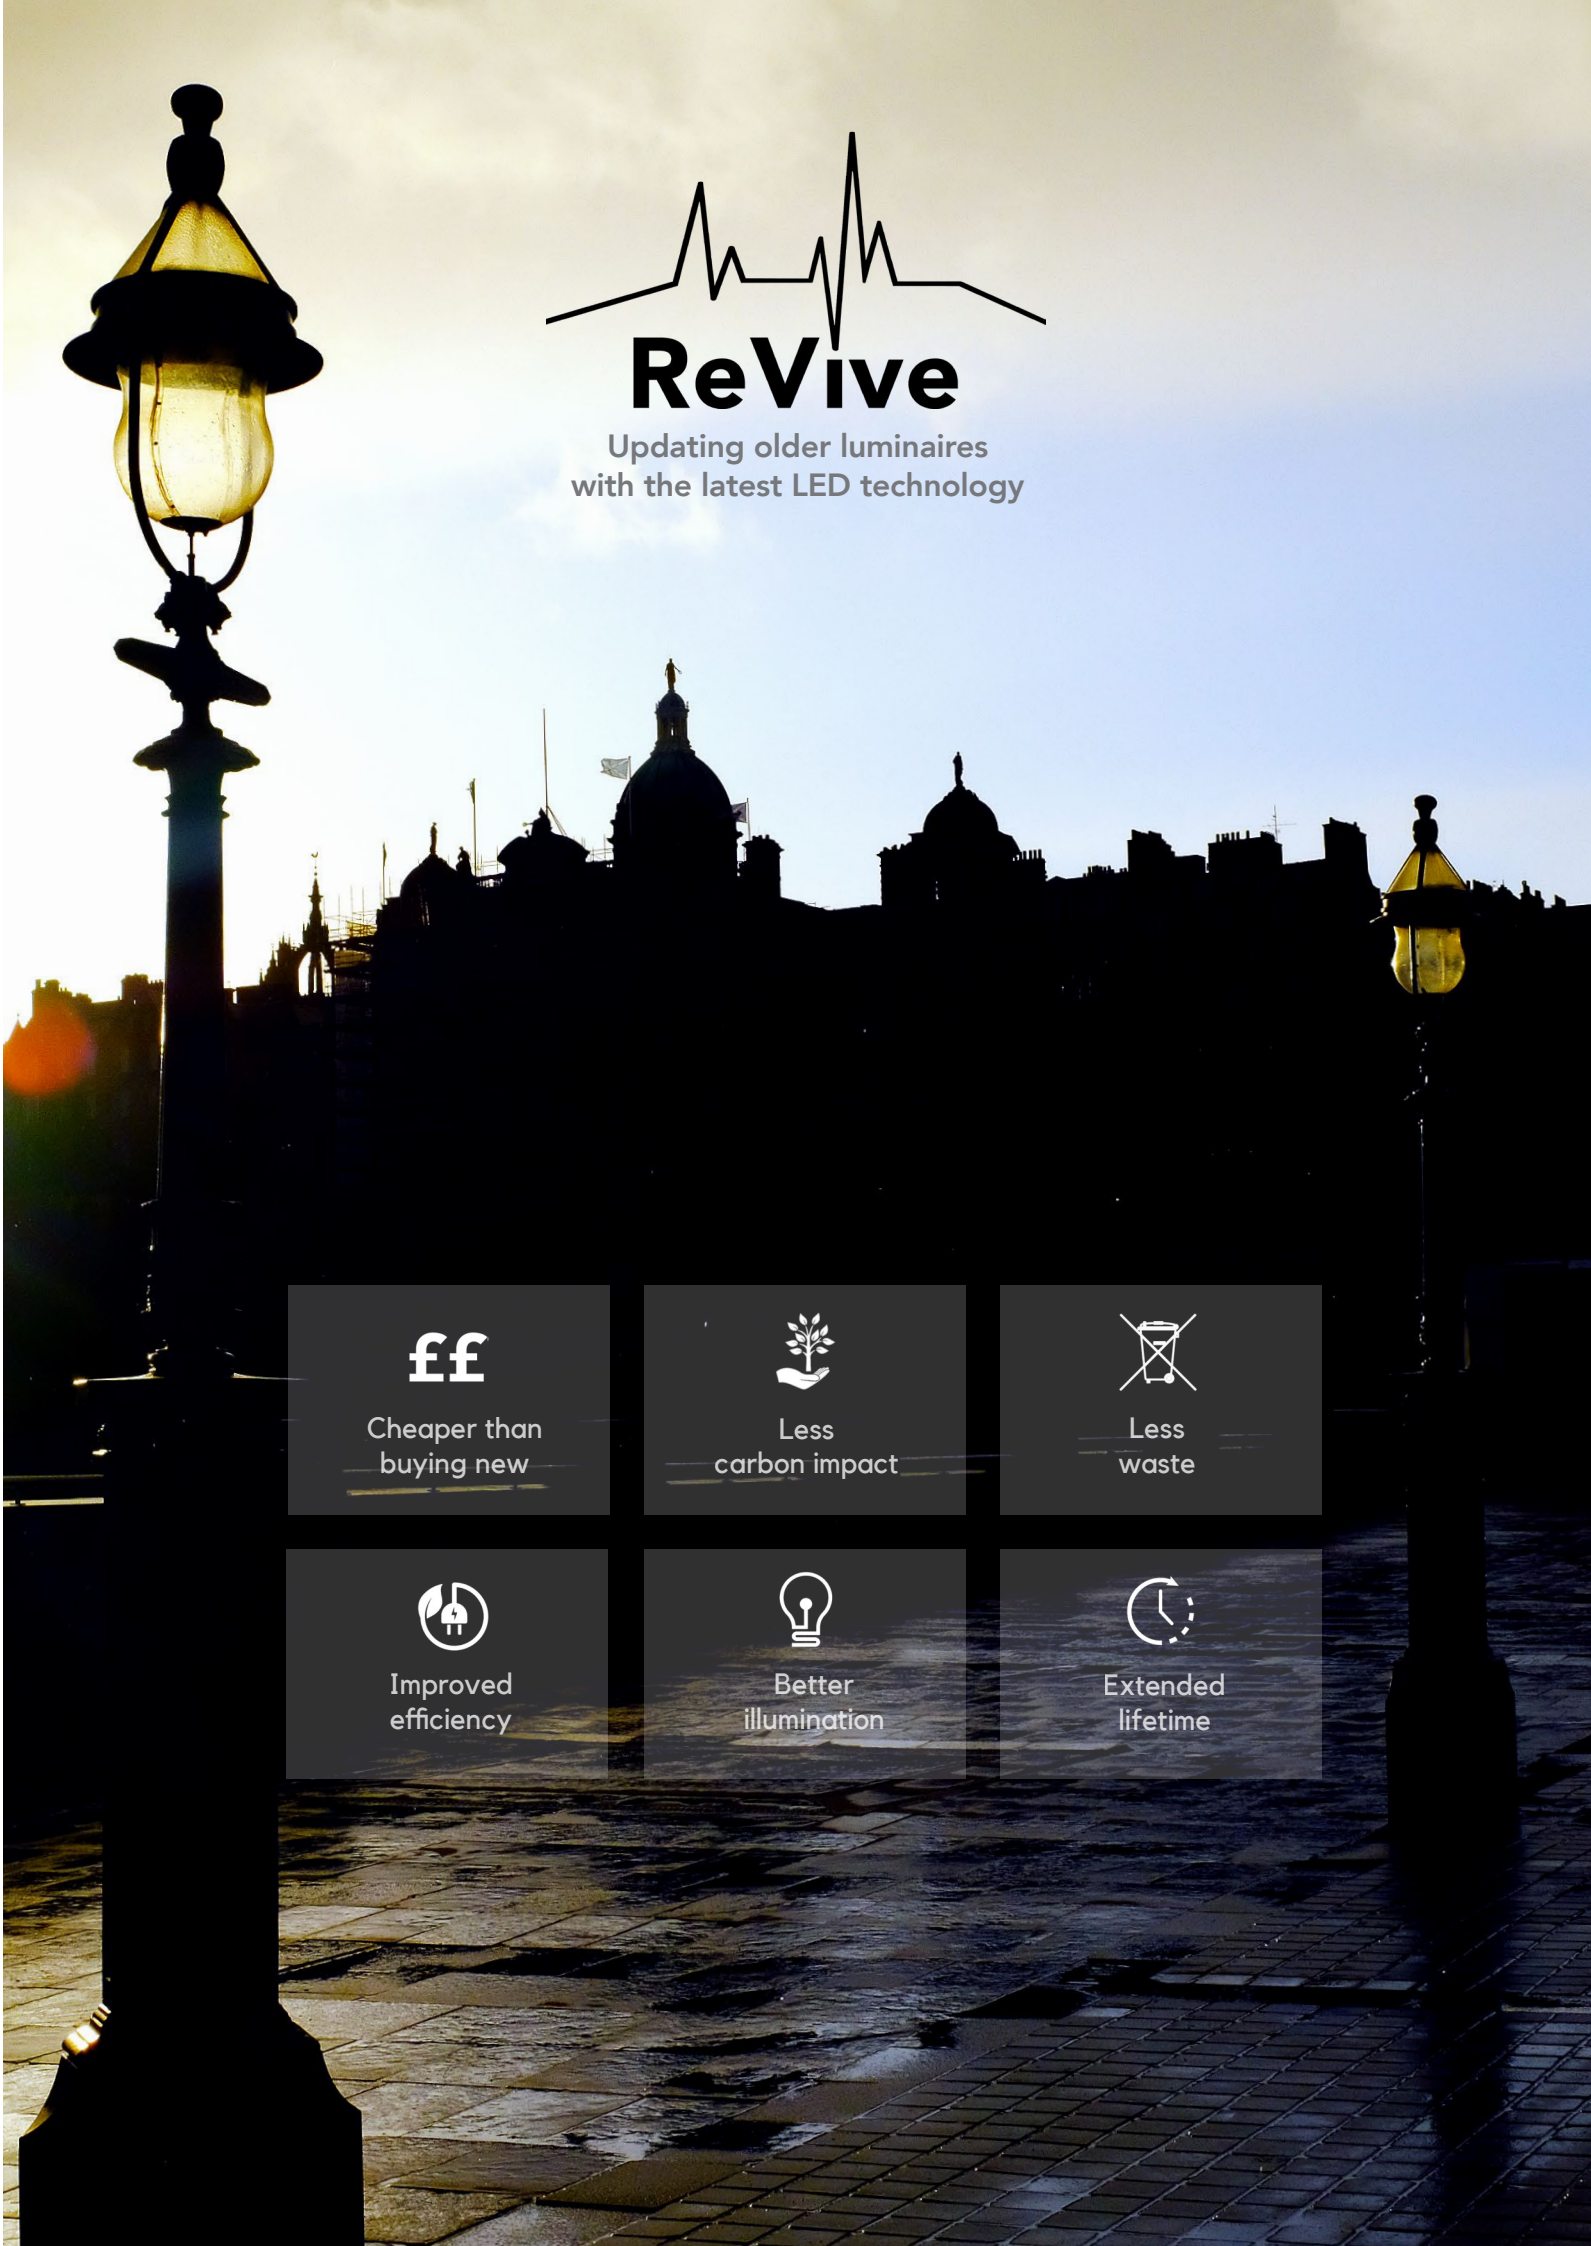 ReVive
Updating older luminaires
with the latest LED technology
££
Cheaper than
buying new
Less
carbon impact
Less
waste
Improved
efficiency
Better
illumination
Extended
lifetime